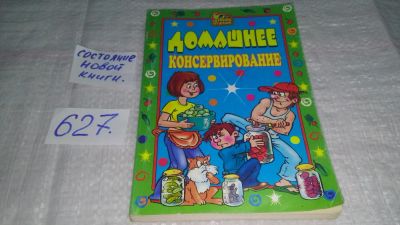 состояние
новой
книги.
627.
ДОМАШНЕЕ
КОНСЕРВИРОВАНИЕ